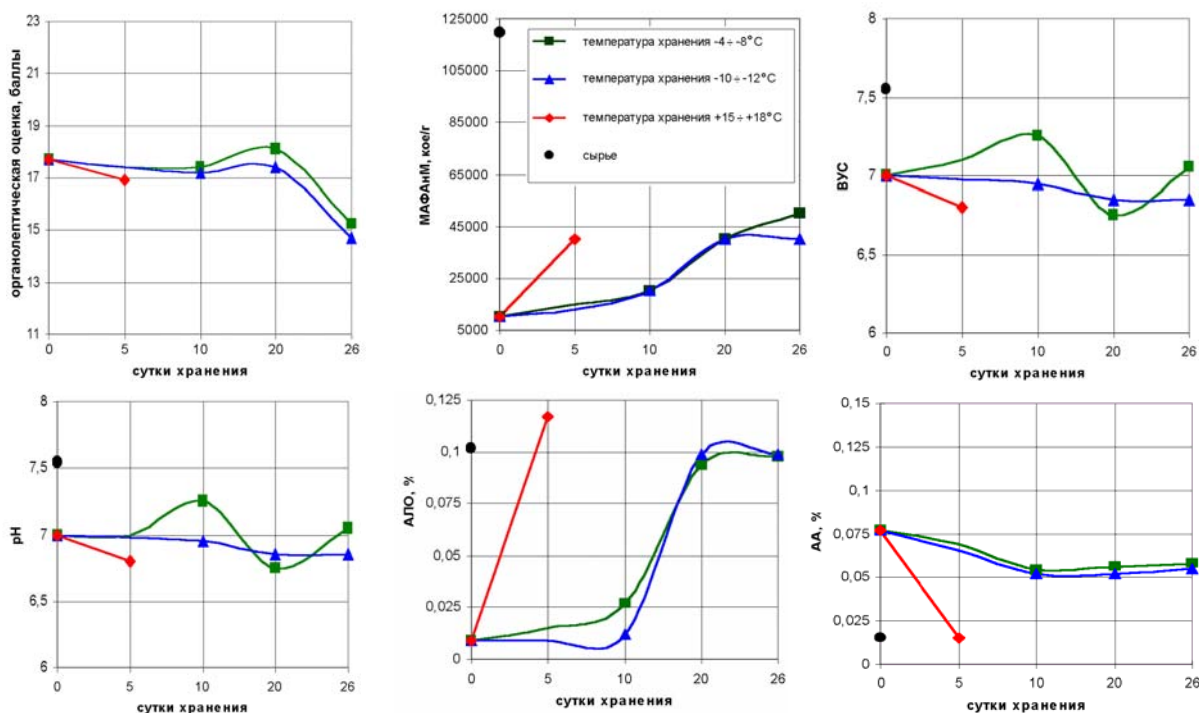 органолептическая оценка, баллы
23
21
19
17
15
13
11
0 5 10 20 26
сутки хранения
МАФАнМ, кое/г
125000
105000
85000
65000
45000
25000
5000
температура хранения -4÷ -8°C
температура хранения -10÷ -12°C
температура хранения +15÷ +18°C
сырье
0 5 10 20 26
сутки хранения
ВУС
8
7,5
7
6,5
6
0 5 10 20 26
сутки хранения
pH
8
7,5
7
6,5
6
0 5 10 20 26
сутки хранения
АЛО, %
0,125
0,1
0,075
0,05
0,025
0
0 5 10 20 26
сутки хранения
АА, %
0,15
0,125
0,1
0,075
0,050
0,025
0
0 5 10 20 26
сутки хранения